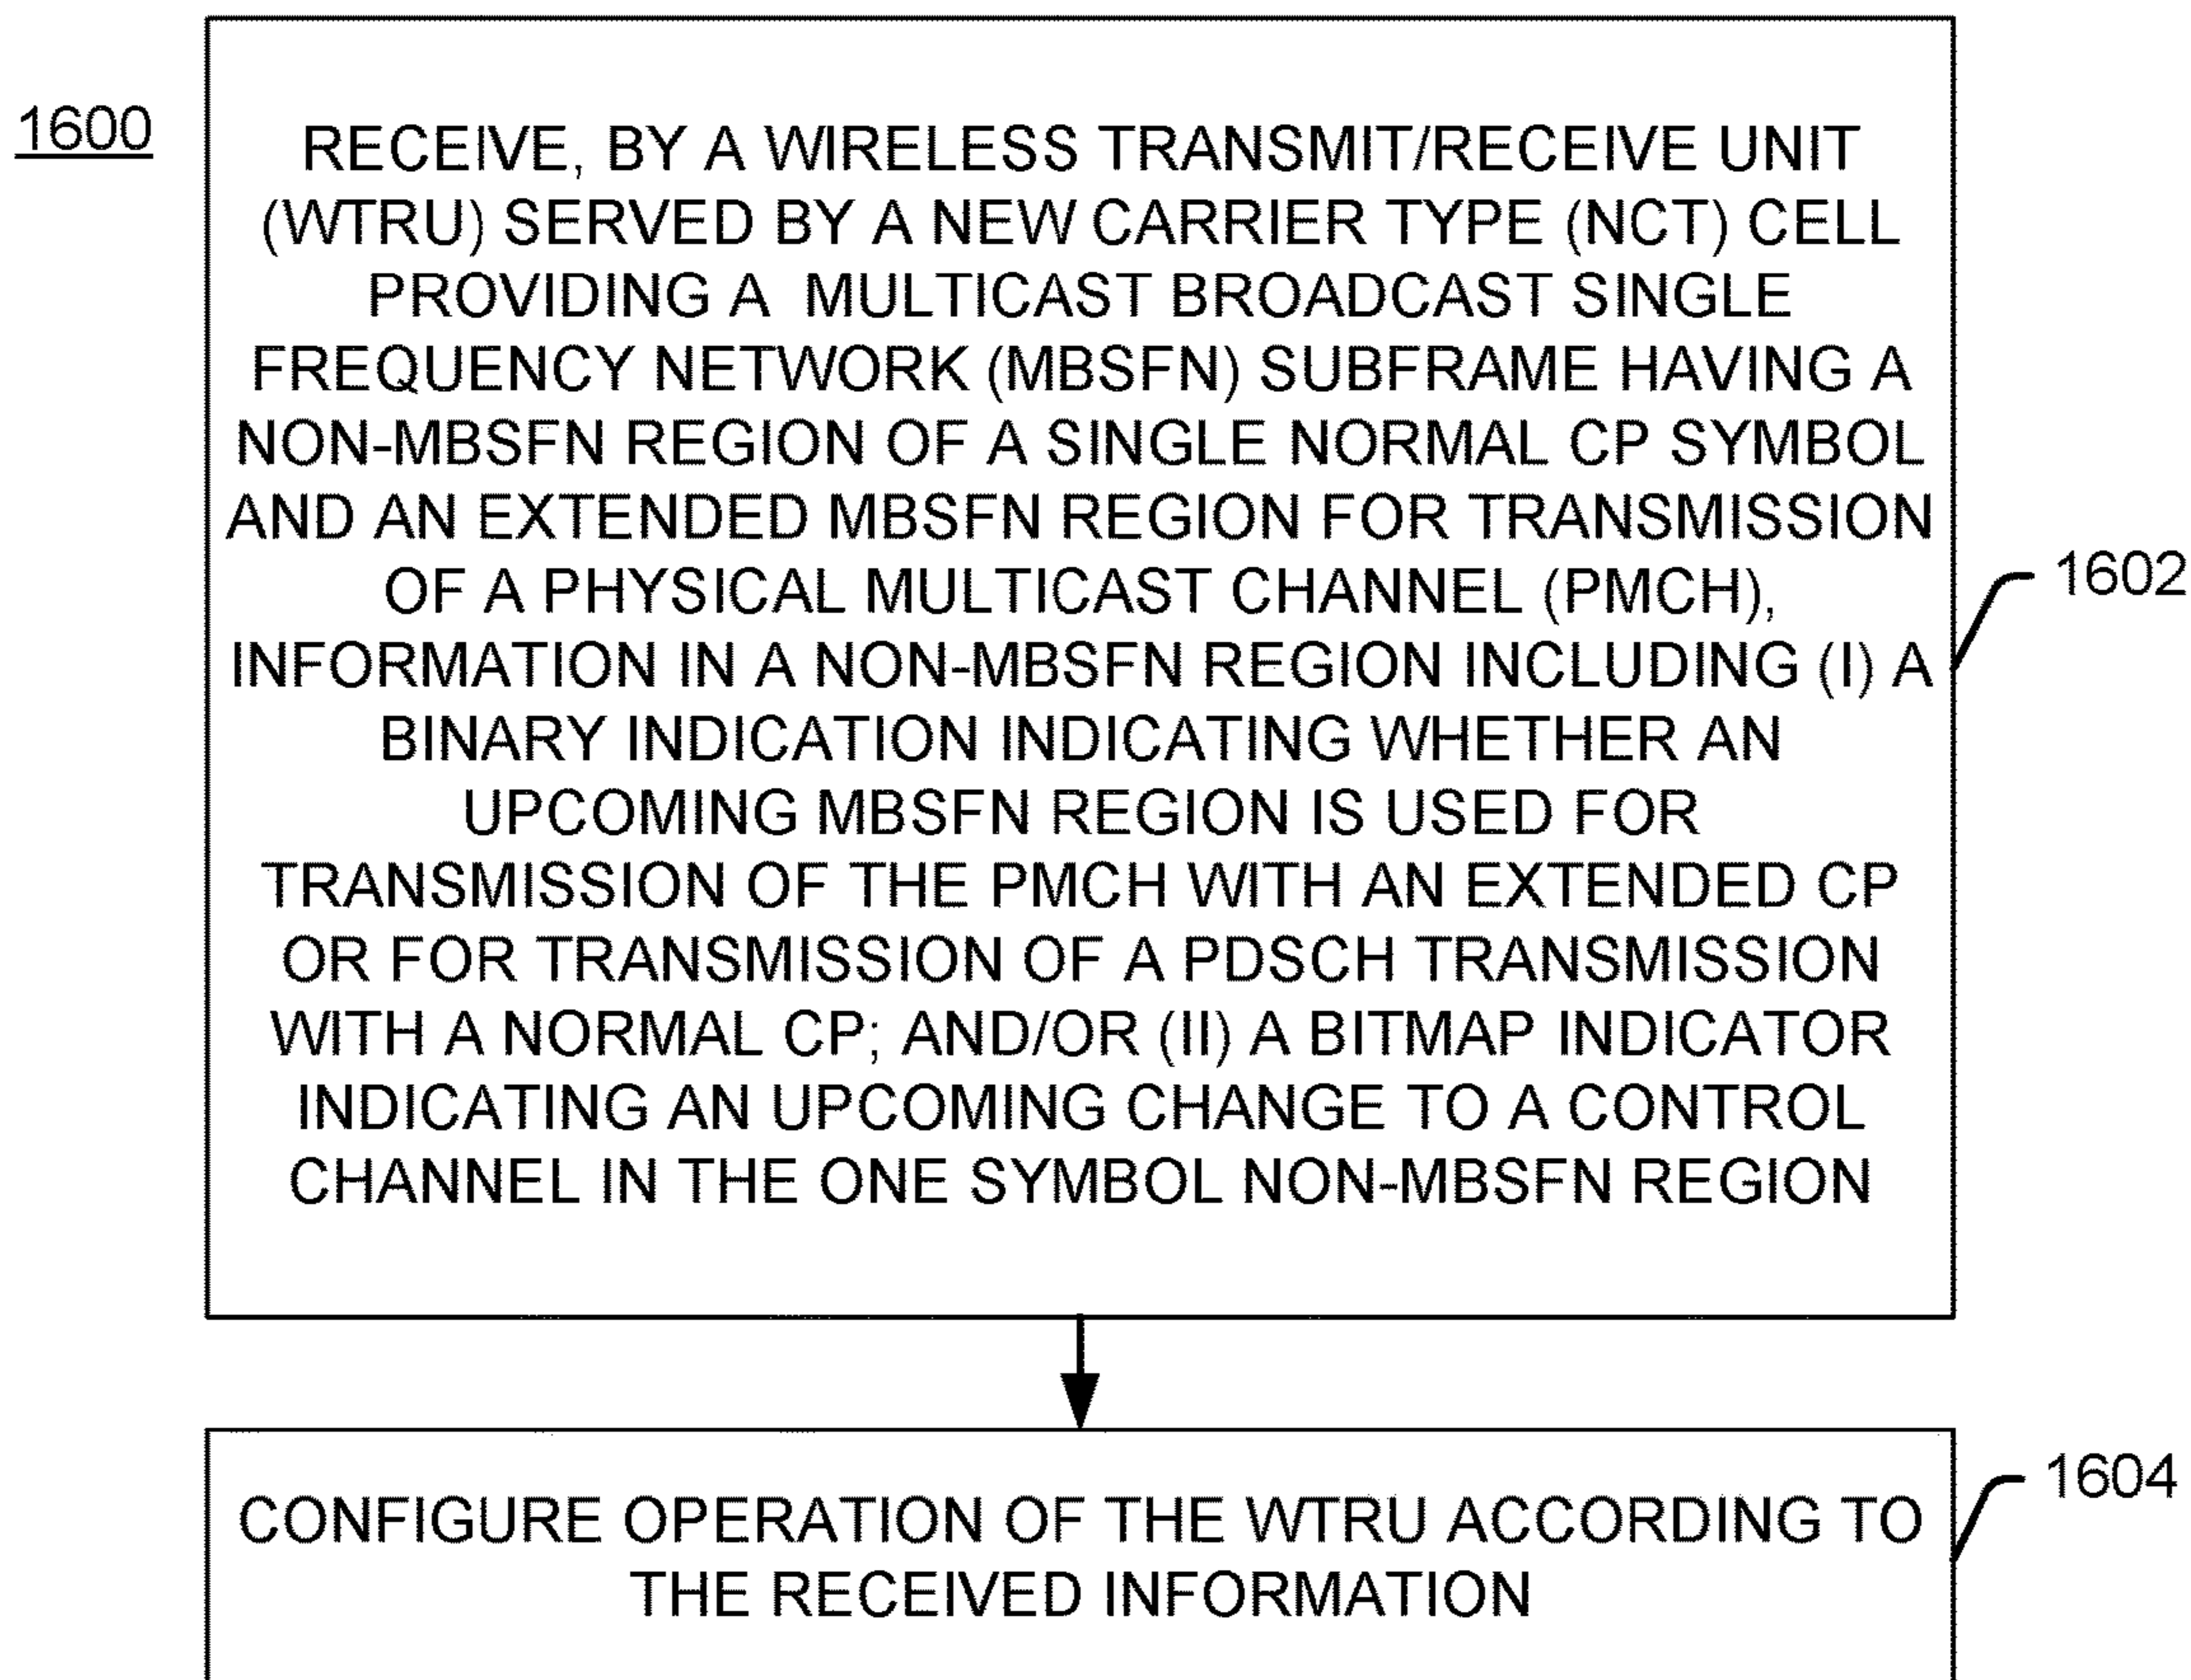 1600
RECEIVE, BY A WIRELESS TRANSMIT/RECEIVE UNIT
(WTRU) SERVED BY A NEW CARRIER TYPE (NCT) CELL
PROVIDING A MULTICAST BROADCAST SINGLE
FREQUENCY NETWORK (MBSFN) SUBFRAME HAVING A
NON-MBSFN REGION OF A SINGLE NORMAL CP SYMBOL
AND AN EXTENDED MBSFN REGION FOR TRANSMISSION
OF A PHYSICAL MULTICAST CHANNEL (PMCH),
INFORMATION IN A NON-MBSFN REGION INCLUDING (I) A
BINARY INDICATION INDICATING WHETHER AN
UPCOMING MBSFN REGION IS USED FOR
TRANSMISSION OF THE PMCH WITH AN EXTENDED CP
OR FOR TRANSMISSION OF A PDSCH TRANSMISSION
WITH A NORMAL CP; AND/OR (II) A BITMAP INDICATOR
INDICATING AN UPCOMING CHANGE TO A CONTROL
CHANNEL IN THE ONE SYMBOL NON-MBSFN REGION
1602
CONFIGURE OPERATION OF THE WTRU ACCORDING TO
THE RECEIVED INFORMATION
1604